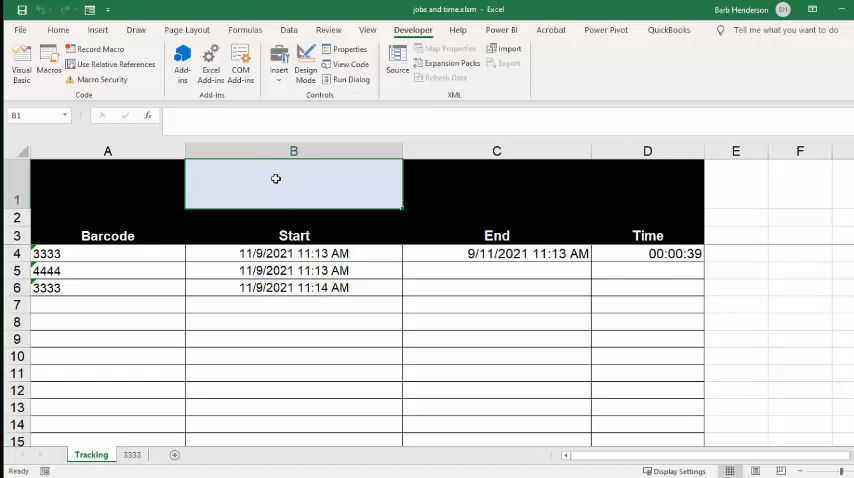 jobs and time.xlsm - Excel
Barb Henderson BH
File Home Insert Draw Page Layout Formulas Data Review View Developer Help Power BI Acrobat Power Pivot QuickBooks Tell me what you want to do
Visual Basic
Macros
Record Macro
Use Relative References
Macro Security
Code
Add-ins
Excel Add-ins
COM Add-ins
Add-ins
Insert
Design Mode
Properties
View Code
Run Dialog
Controls
Source
Map Properties
Expansion Packs
Refresh Data
Import
Export
XML
B1 fx
A B C D E F
1
2
3 Barcode Start End Time
4 3333 11/9/2021 11:13 AM 9/11/2021 11:13 AM 00:00:39
5 4444 11/9/2021 11:13 AM
6 3333 11/9/2021 11:14 AM
7
8
9
10
11
12
13
14
15
Tracking 3333
Ready Display Settings